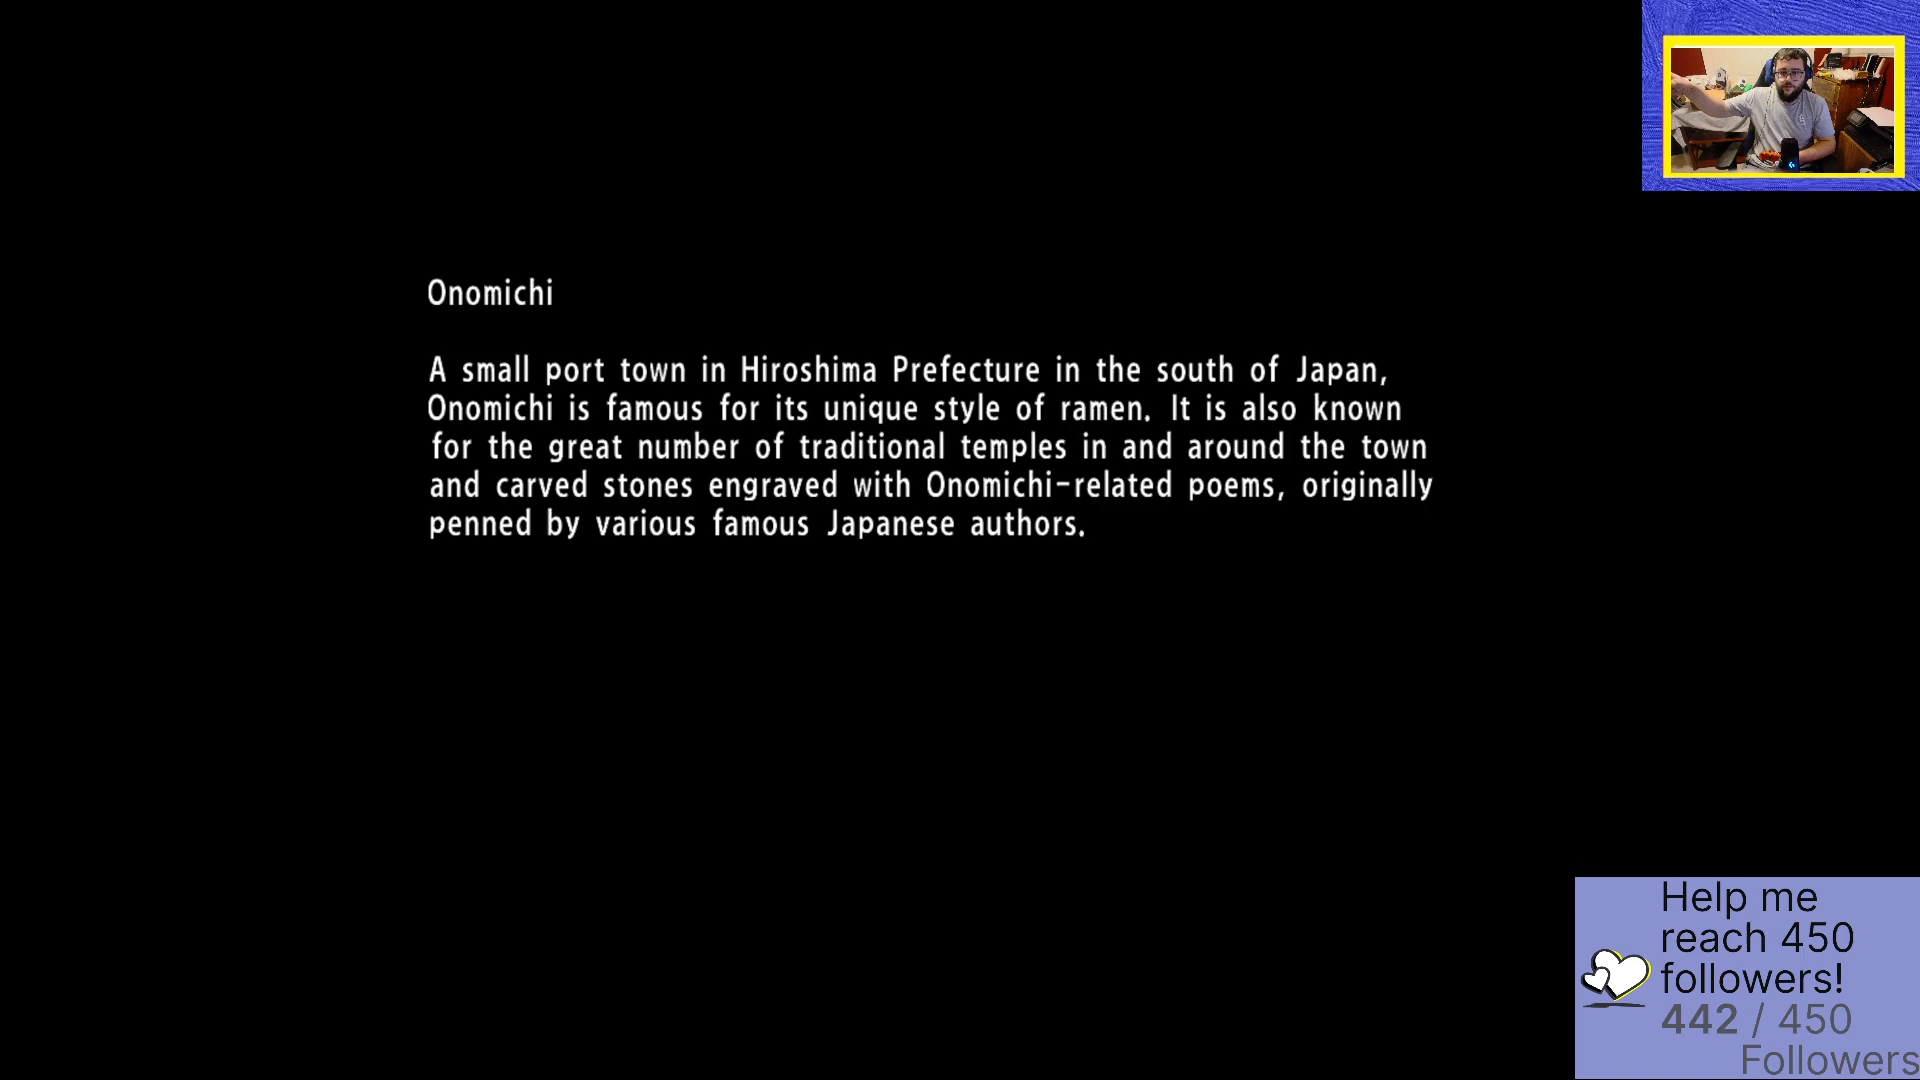 Onomichi
A small port town in Hiroshima Prefecture in the south of Japan,
Onomichi is famous for its unique style of ramen. It is also known
for the great number of traditional temples in and around the town
and carved stones engraved with Onomichi-related poems, originally
penned by various famous Japanese authors.
Help me
reach 450
followers!
442 / 450
Followers